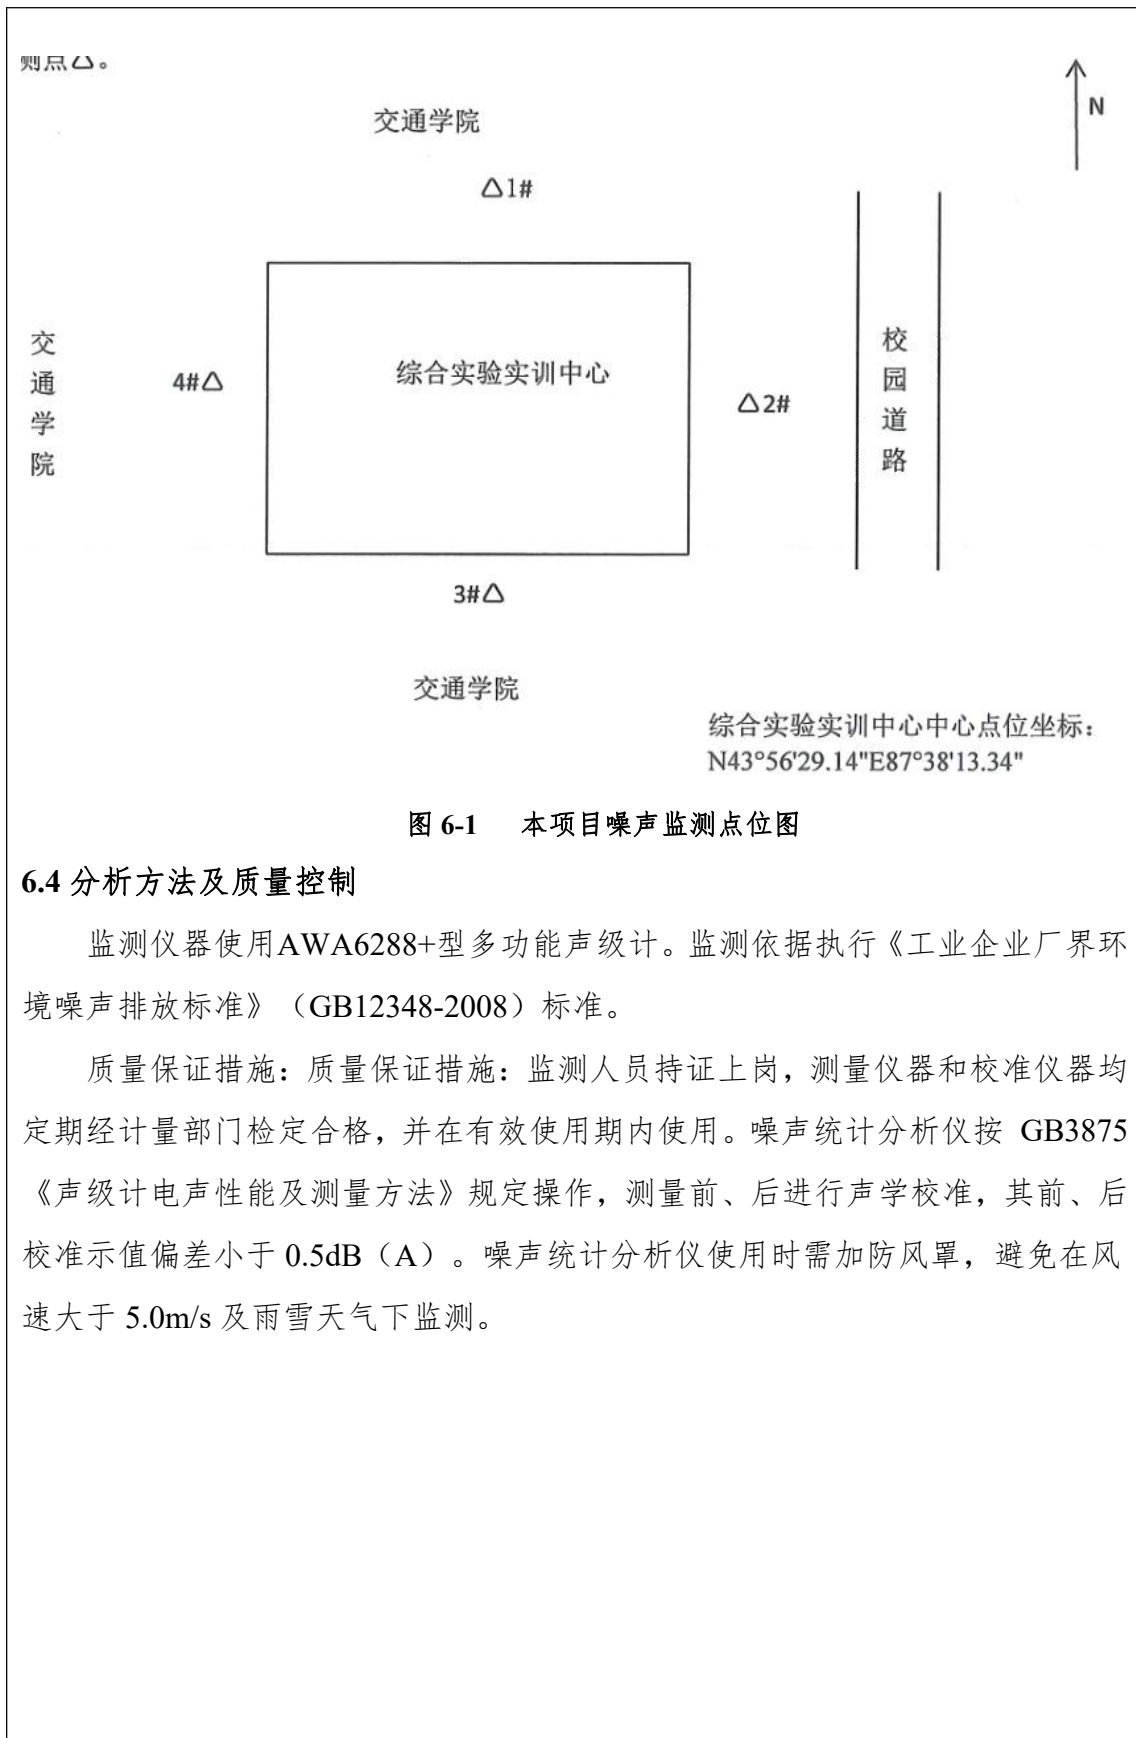 测点△。
N
交通学院
△1#
交通学院
4#△
综合实验实训中心
△2#
校园道路
3#△
交通学院
综合实验实训中心中心点位坐标：
N43°56'29.14"E87°38'13.34"
图 6-1 本项目噪声监测点位图
6.4 分析方法及质量控制
监测仪器使用AWA6288+型多功能声级计。监测依据执行《工业企业厂界环
境噪声排放标准》（GB12348-2008）标准。
质量保证措施：质量保证措施：监测人员持证上岗，测量仪器和校准仪器均
定期经计量部门检定合格，并在有效使用期内使用。噪声统计分析仪按 GB3875
《声级计电声性能及测量方法》规定操作，测量前、后进行声学校准，其前、后
校准示值偏差小于 0.5dB（A）。噪声统计分析仪使用时需加防风罩，避免在风
速大于 5.0m/s 及雨雪天气下监测。